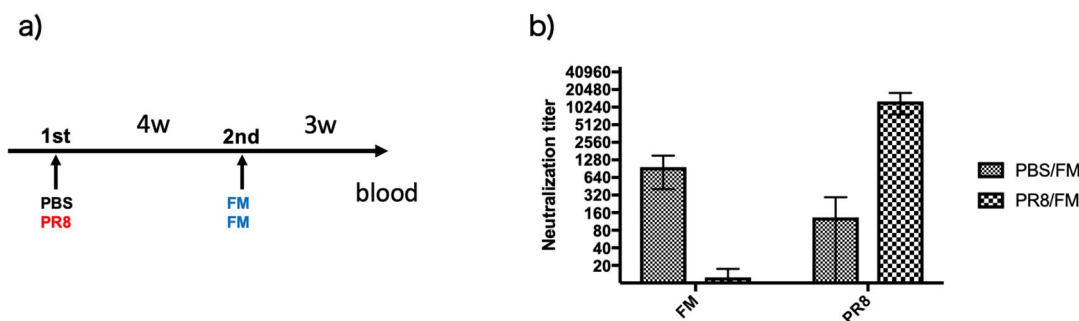 a)
1st
4w
2nd
3w
PBS
PR8
FM
FM
blood
b)
Neutralization titer
40960
20480
10240
5120
2560
1280
640
320
160
80
40
20
FM
PR8
PBS/FM
PR8/FM